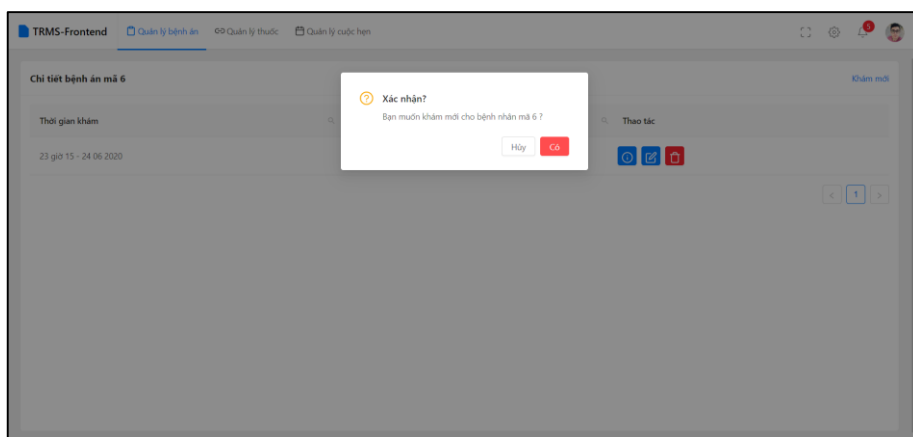 TRMS-Frontend Quản lý bệnh án Quản lý thuốc Quản lý cuộc hẹn 5
Chi tiết bệnh án mã 6 Khám mới
Xác nhận?
Bạn muốn khám mới cho bệnh nhân mã 6 ?
Hủy Có
Thời gian khám Thao tác
23 giờ 15 - 24 06 2020
< 1 >